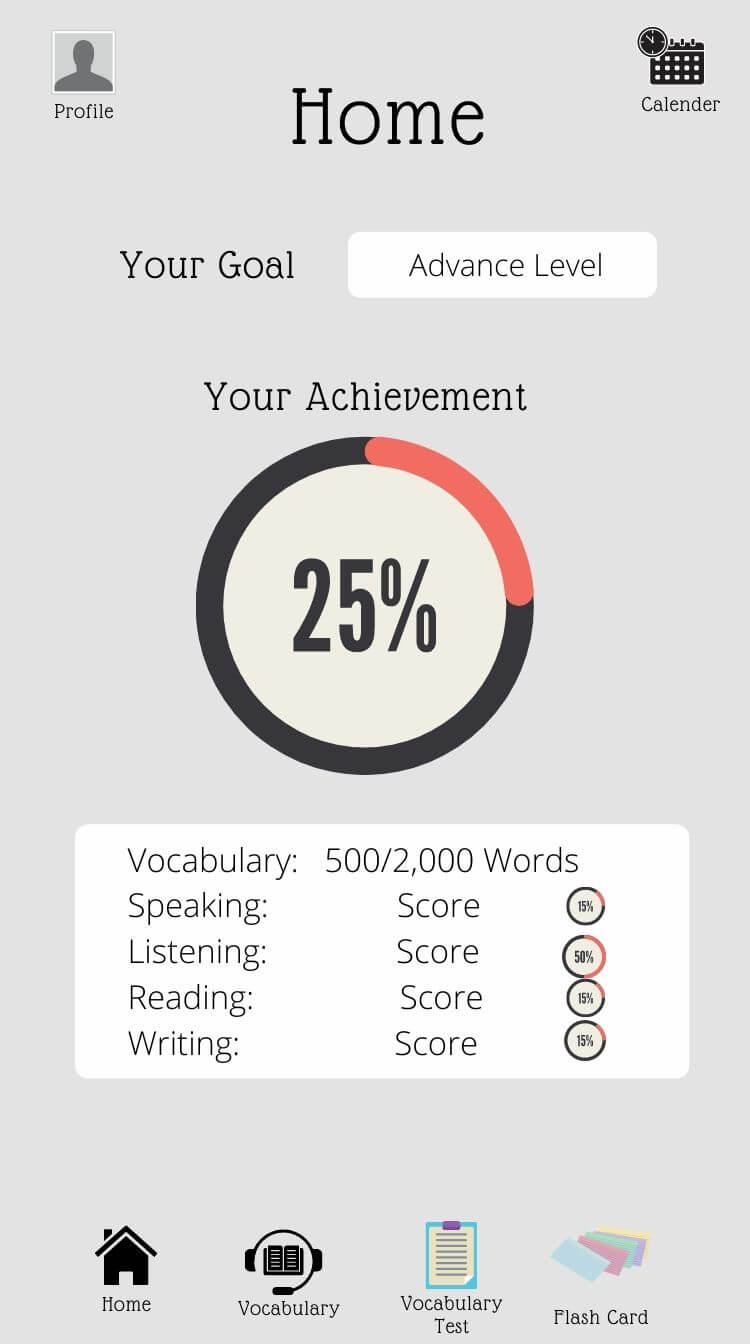 Profile
Calender
Home
Your Goal
Advance Level
Your Achievement
25%
Vocabulary: 500/2,000 Words
Speaking: Score 15%
Listening: Score 50%
Reading: Score 15%
Writing: Score 15%
Home
Vocabulary
Vocabulary
Test
Flash Card